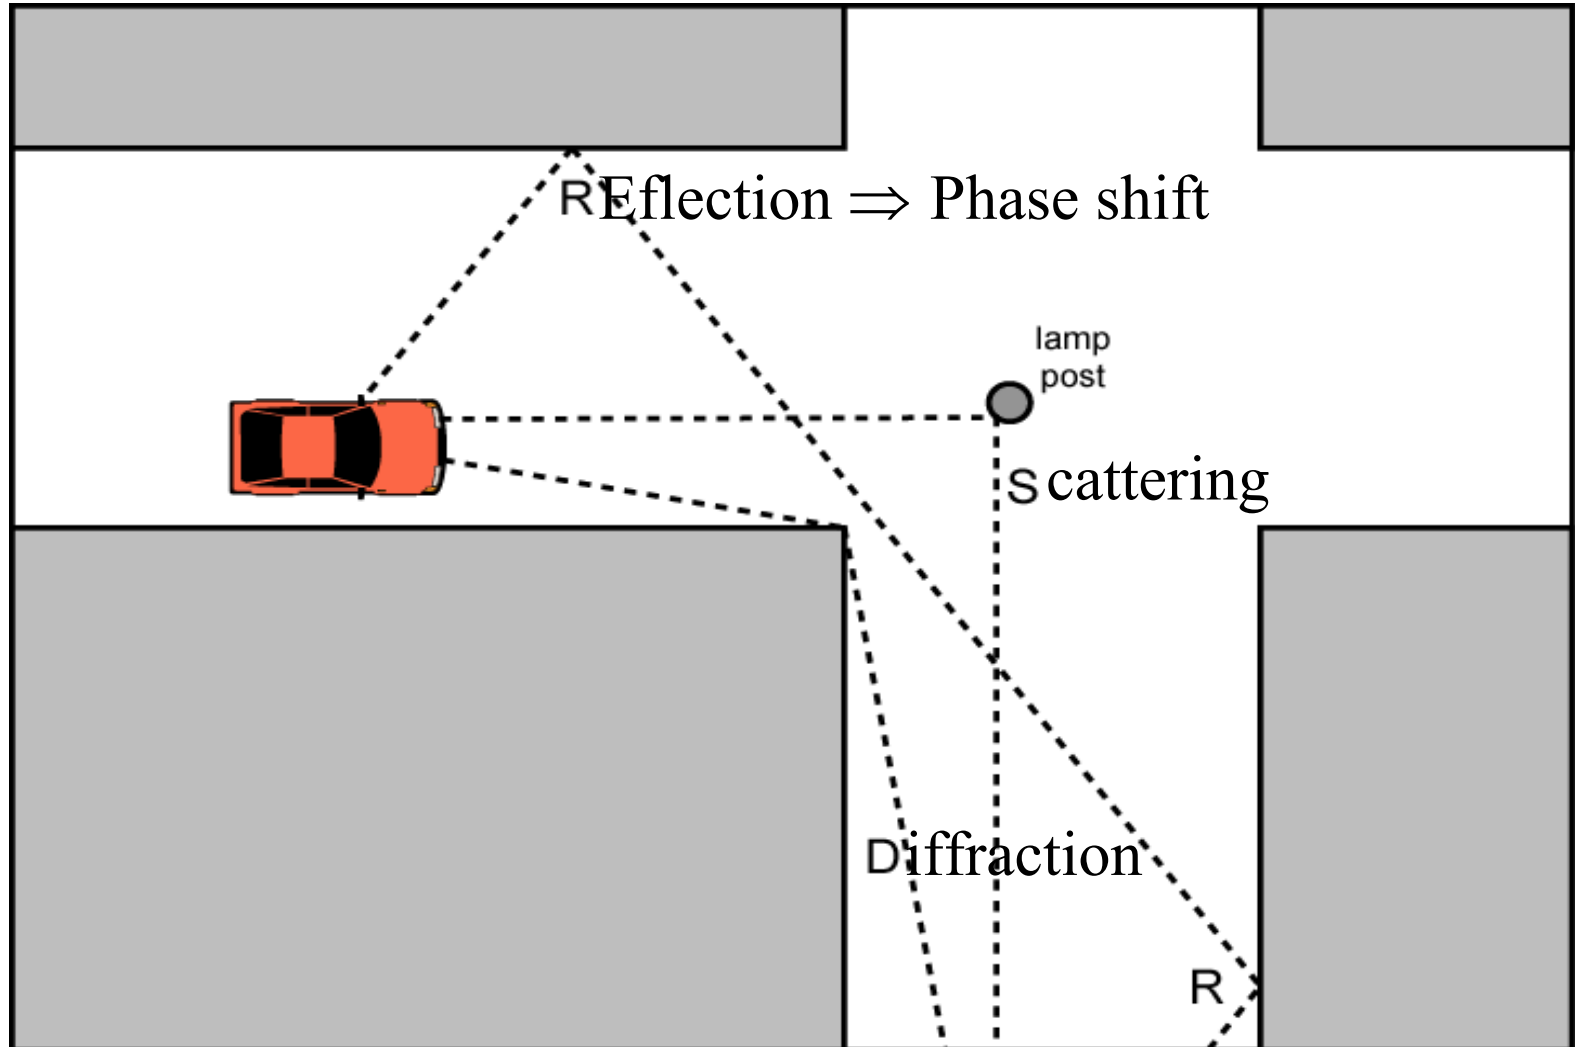 REflection ⇒ Phase shift
lamp
post
Scattering
Diffraction
R